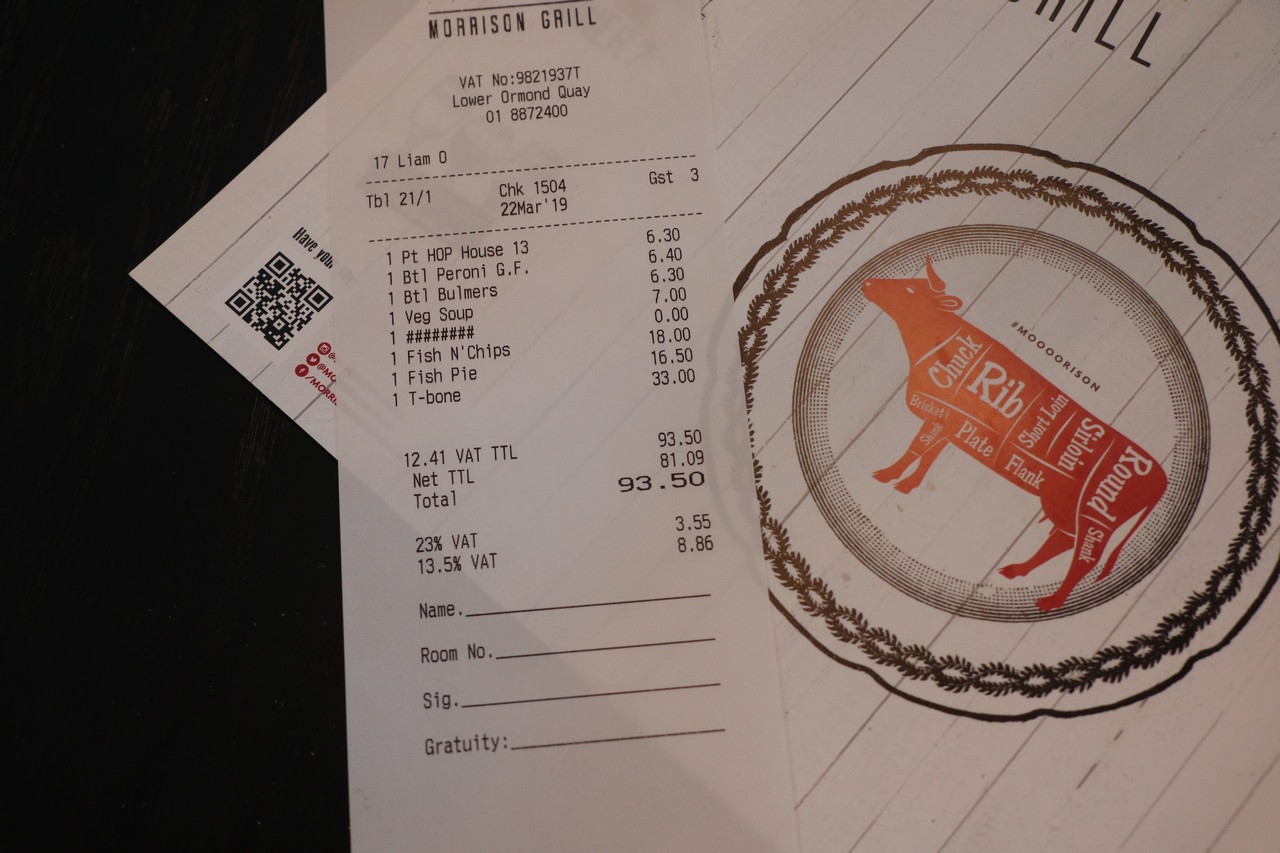 MORRISON GRILL
VAT No:9821937T
Lower Ormond Quay
01 8872400
17 Liam O
Tbl 21/1 Chk 1504 Gst 3
22Mar'19
1 Pt HOP House 13 6.30
1 Btl Peroni G.F. 6.40
1 Btl Bulmers 6.30
1 Veg Soup 7.00
1 ######## 0.00
1 Fish N'Chips 18.00
1 Fish Pie 16.50
1 T-bone 33.00
12.41 VAT TTL 93.50
Net TTL 81.09
Total 93.50
23% VAT 3.55
13.5% VAT 8.86
Name.
Room No.
Sig.
Gratuity:
Have
GRILL
#MOOOORISON
Chuck
Rib
Short Loin
Sirloin
Round
Brisket
Shank
Plate
Flank
Shank